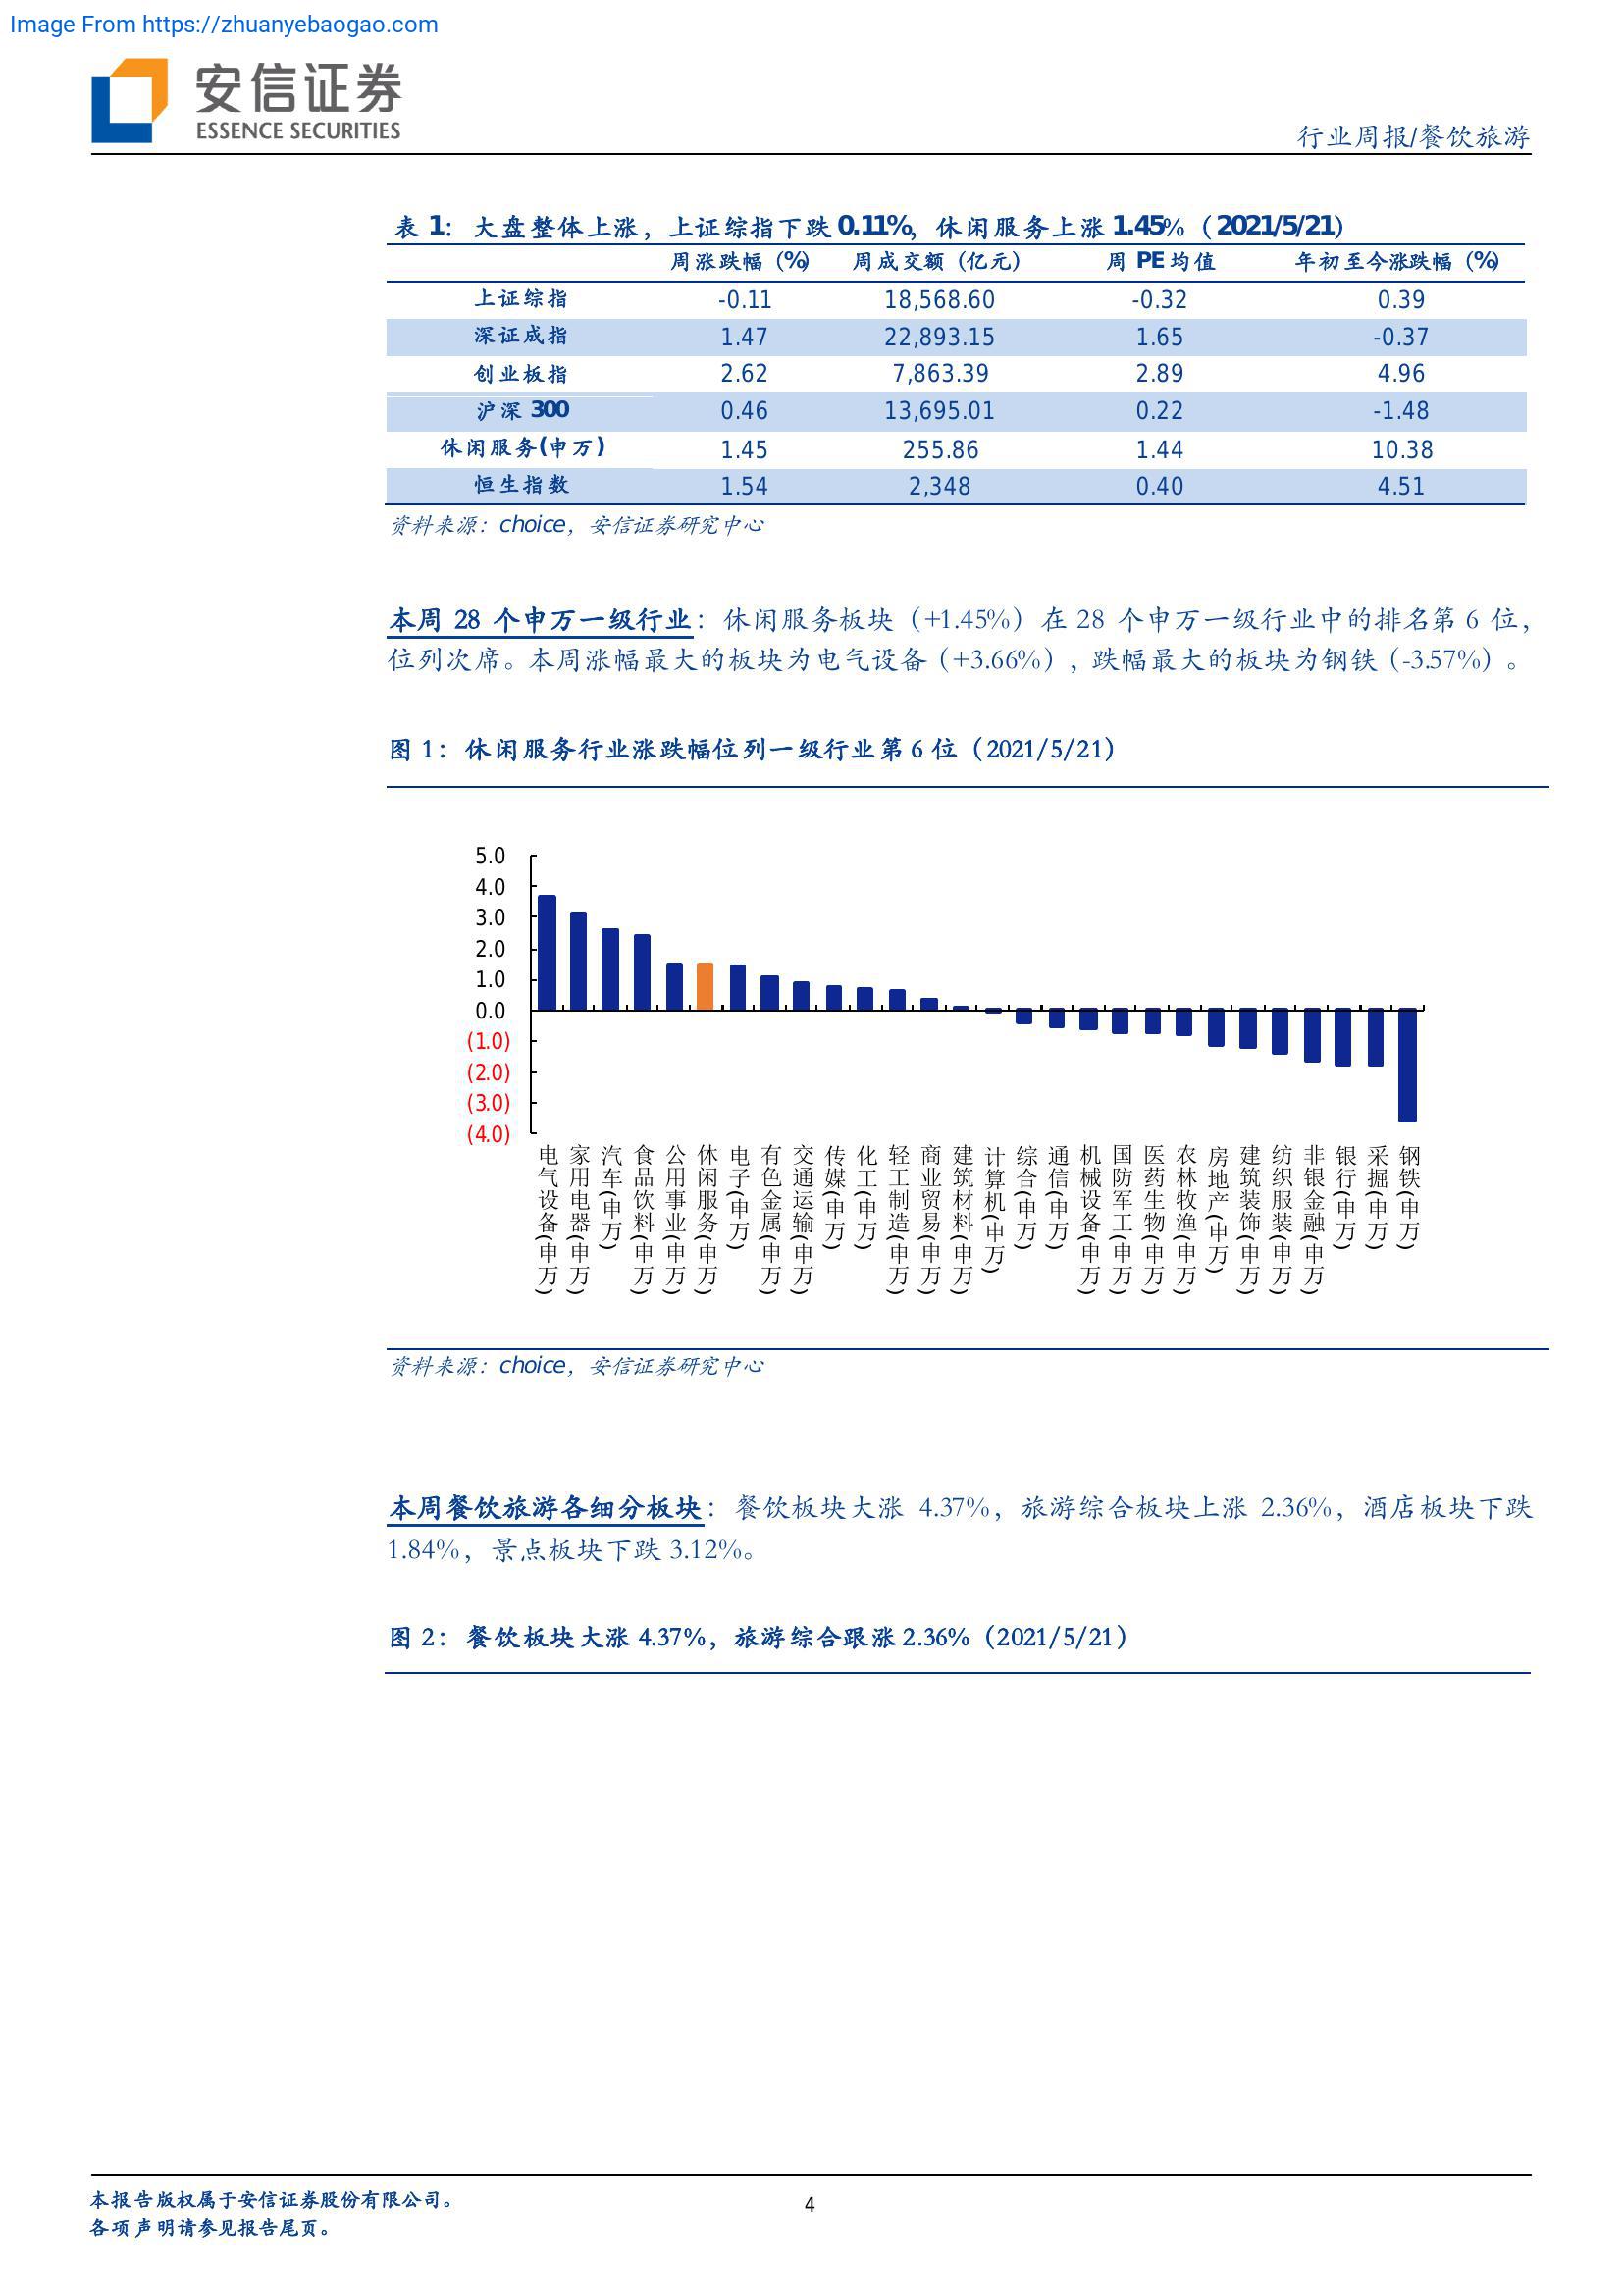 Image From https://zhuanyebaogao.com
安信证券
ESSENCE SECURITIES
行业周报/餐饮旅游
表 1：大盘整体上涨，上证综指下跌 0.11%，休闲服务上涨 1.45%（2021/5/21）
周涨跌幅（%） 周成交额（亿元） 周 PE 均值 年初至今涨跌幅（%）
上证综指 -0.11 18,568.60 -0.32 0.39
深证成指 1.47 22,893.15 1.65 -0.37
创业板指 2.62 7,863.39 2.89 4.96
沪深 300 0.46 13,695.01 0.22 -1.48
休闲服务(申万) 1.45 255.86 1.44 10.38
恒生指数 1.54 2,348 0.40 4.51
资料来源：choice，安信证券研究中心
本周 28 个申万一级行业：休闲服务板块（+1.45%）在 28 个申万一级行业中的排名第 6 位，
位列次席。本周涨幅最大的板块为电气设备（+3.66%）, 跌幅最大的板块为钢铁（-3.57%）。
图 1：休闲服务行业涨跌幅位列一级行业第 6 位（2021/5/21）
5.0
4.0
3.0
2.0
1.0
0.0
(1.0)
(2.0)
(3.0)
(4.0)
电气设备(申万)
家用电器(申万)
汽车(申万)
食品饮料(申万)
公用事业(申万)
休闲服务(申万)
电子(申万)
有色金属(申万)
交通运输(申万)
传媒(申万)
化工(申万)
轻工制造(申万)
商业贸易(申万)
建筑材料(申万)
计算机(申万)
综合(申万)
通信(申万)
机械设备(申万)
国防军工(申万)
医药生物(申万)
农林牧渔(申万)
房地产(申万)
建筑装饰(申万)
纺织服装(申万)
非银金融(申万)
银行(申万)
采掘(申万)
钢铁(申万)
资料来源：choice，安信证券研究中心
本周餐饮旅游各细分板块：餐饮板块大涨 4.37%，旅游综合板块上涨 2.36%，酒店板块下跌
1.84%，景点板块下跌 3.12%。
图 2：餐饮板块大涨 4.37%，旅游综合跟涨 2.36%（2021/5/21）
本报告版权属于安信证券股份有限公司。
各项声明请参见报告尾页。
4